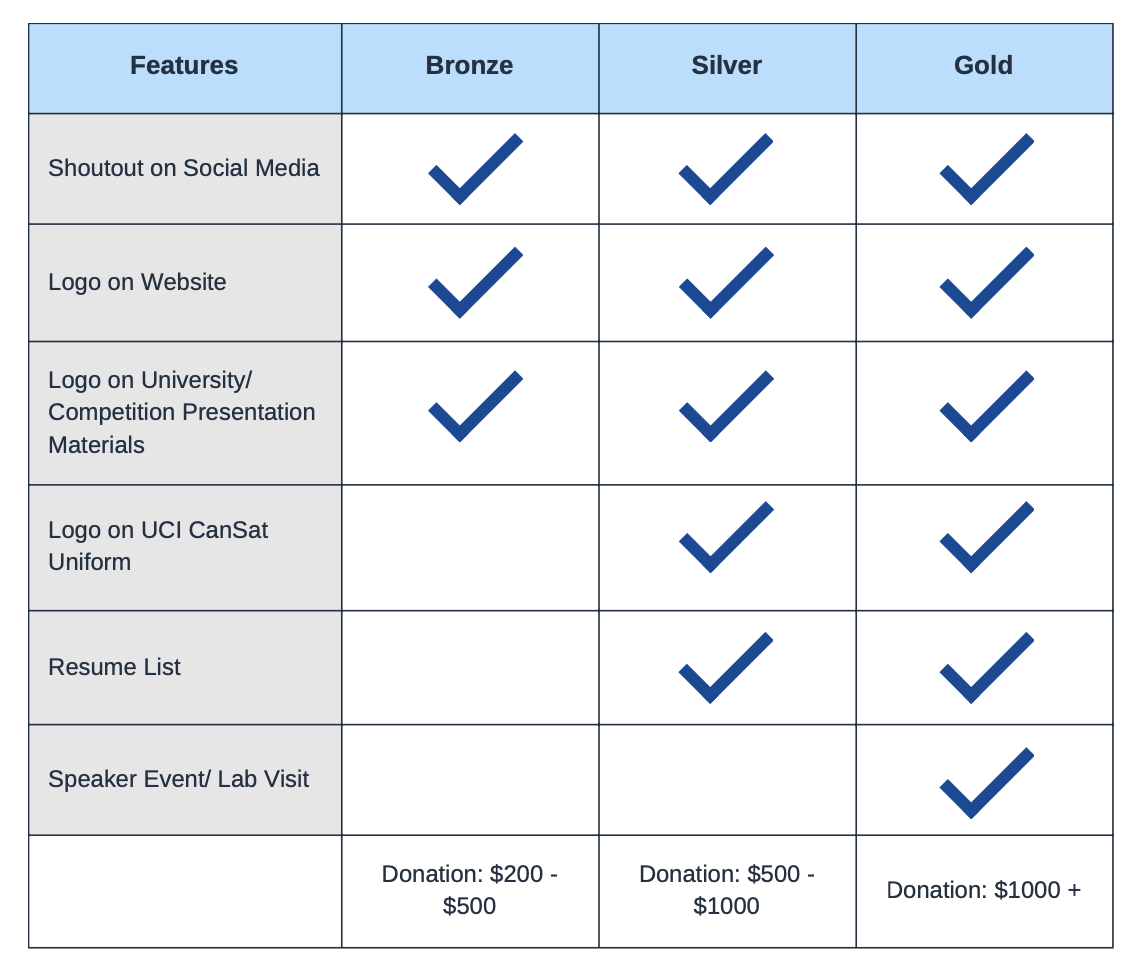 Features Bronze Silver Gold
Shoutout on Social Media
Logo on Website
Logo on University/
Competition Presentation
Materials
Logo on UCI CanSat
Uniform
Resume List
Speaker Event/ Lab Visit
Donation: $200 -
$500
Donation: $500 -
$1000
Donation: $1000 +